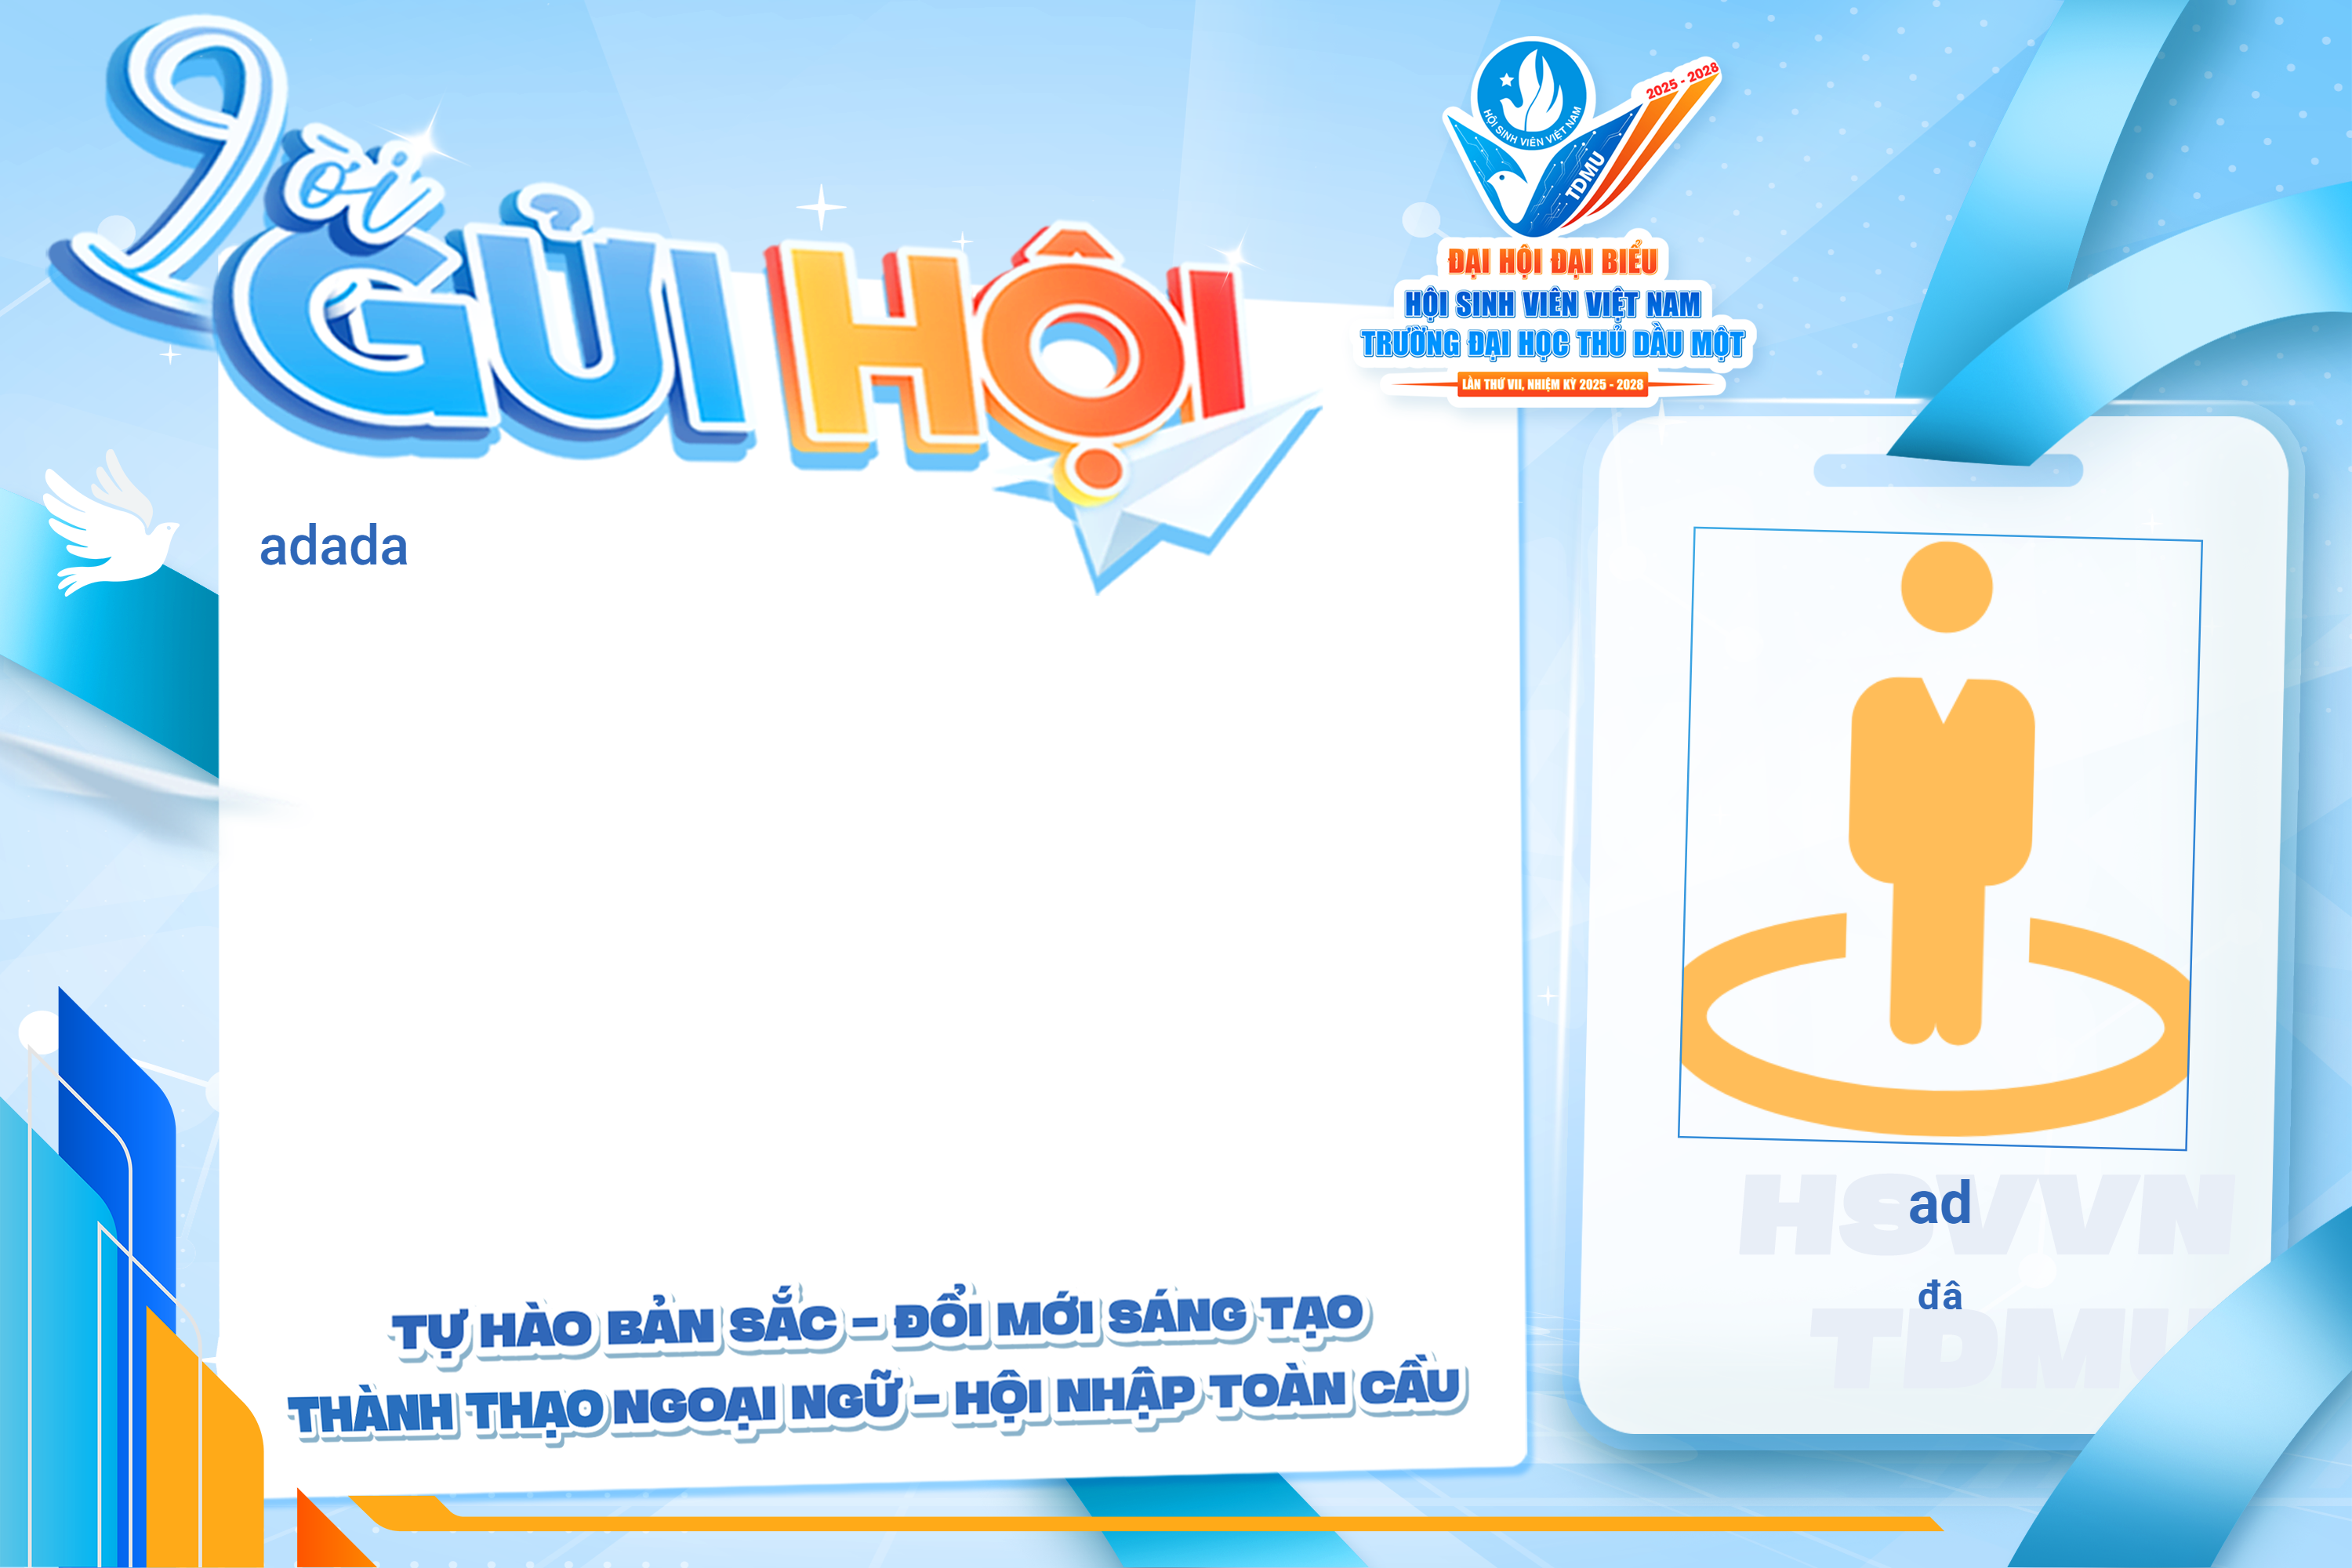 Lời
GỬI HỘI
HỘI SINH VIÊN VIỆT NAM
2025 - 2028
TDMU
ĐẠI HỘI ĐẠI BIỂU
HỘI SINH VIÊN VIỆT NAM
TRƯỜNG ĐẠI HỌC THỦ DẦU MỘT
LẦN THỨ VII, NHIỆM KỲ 2025 - 2028
adada
HSVVN
ad
đâ
TDMU
TỰ HÀO BẢN SẮC – ĐỔI MỚI SÁNG TẠO
THÀNH THẠO NGOẠI NGỮ – HỘI NHẬP TOÀN CẦU